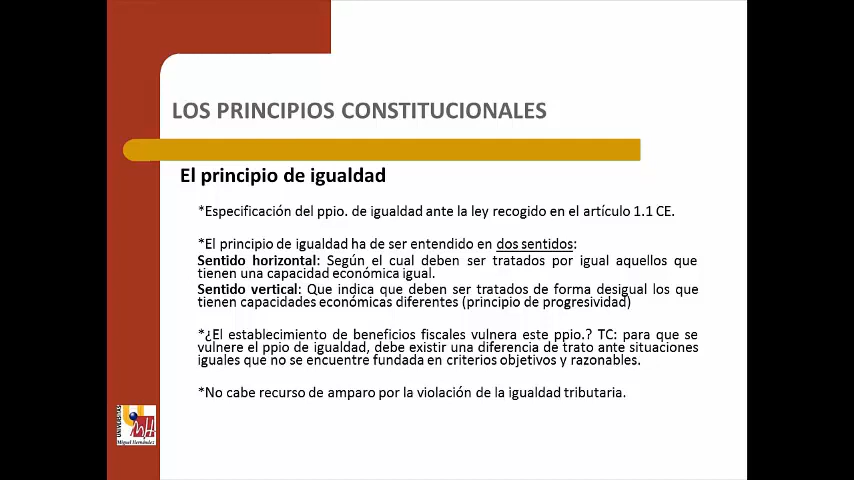 LOS PRINCIPIOS CONSTITUCIONALES
El principio de igualdad
*Especificación del ppio. de igualdad ante la ley recogido en el artículo 1.1 CE.
*El principio de igualdad ha de ser entendido en dos sentidos:
Sentido horizontal: Según el cual deben ser tratados por igual aquellos que
tienen una capacidad económica igual.
Sentido vertical: Que indica que deben ser tratados de forma desigual los que
tienen capacidades económicas diferentes (principio de progresividad)
*¿El establecimiento de beneficios fiscales vulnera este ppio.? TC: para que se
vulnere el ppio de igualdad, debe existir una diferencia de trato ante situaciones
iguales que no se encuentre fundada en criterios objetivos y razonables.
*No cabe recurso de amparo por la violación de la igualdad tributaria.
UNIVERSITAS
MH
Miguel Hernández